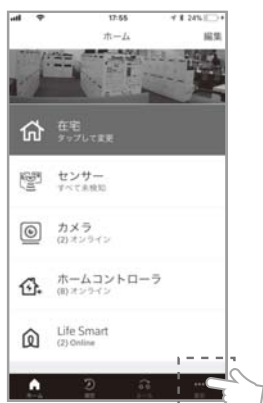 17:55
24%
ホーム
編集
在宅
タップして変更
センサー
すべて未検知
カメラ
(2) オンライン
ホームコントローラ
(8) オンライン
Life Smart
(2) Online
ホーム